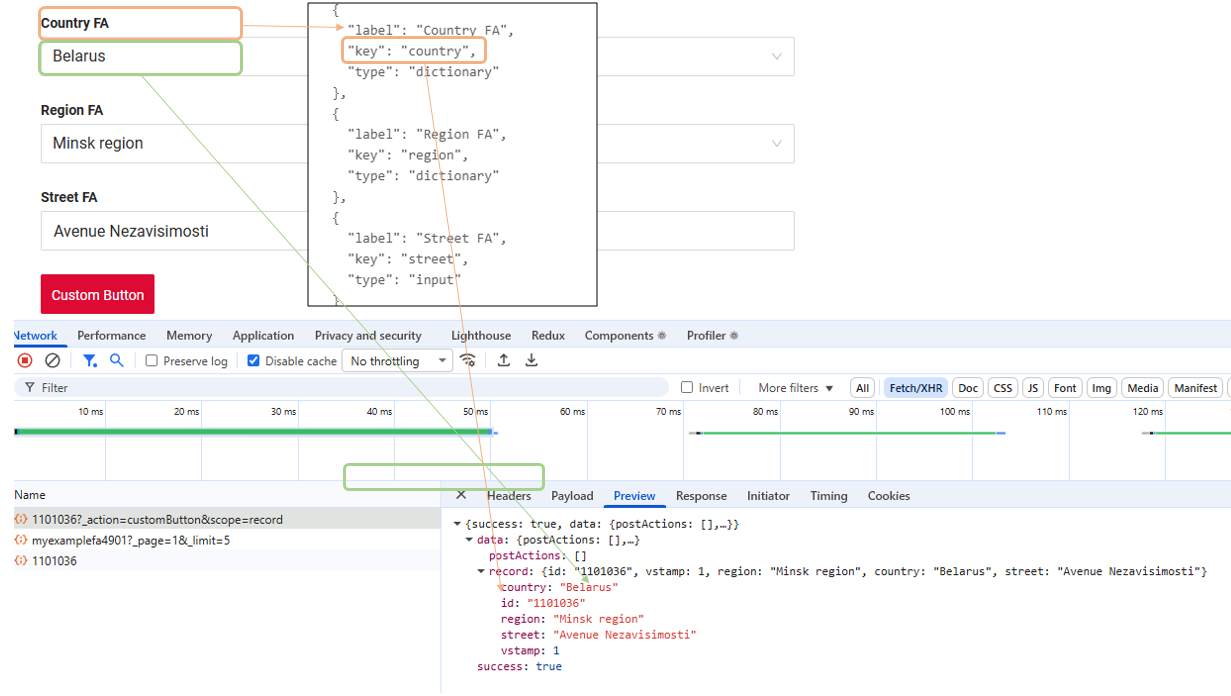 Country FA
Belarus
Region FA
Minsk region
Street FA
Avenue Nezavisimosti
Custom Button
{
"label": "Country FA",
"key": "country",
"type": "dictionary"
},
{
"label": "Region FA",
"key": "region",
"type": "dictionary"
},
{
"label": "Street FA",
"key": "street",
"type": "input"
}
Network Performance Memory Application Privacy and security Lighthouse Redux Components Profiler
Preserve log Disable cache No throttling
Filter Invert More filters All Fetch/XHR Doc CSS JS Font Img Media Manifest
10 ms 20 ms 30 ms 40 ms 50 ms 60 ms 70 ms 80 ms 90 ms 100 ms 110 ms 120 ms
Name
1101036?_action=customButton&scope=record
myexamplefa4901?_page=1&_limit=5
1101036
Headers Payload Preview Response Initiator Timing Cookies
{success: true, data: {postActions: [],…}}
data: {postActions: [],…}
postActions: []
record: {id: "1101036", vstamp: 1, region: "Minsk region", country: "Belarus", street: "Avenue Nezavisimosti"}
country: "Belarus"
id: "1101036"
region: "Minsk region"
street: "Avenue Nezavisimosti"
vstamp: 1
success: true